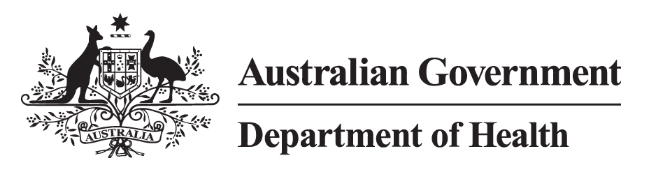 Australian Government
Department of Health
AUSTRALIA